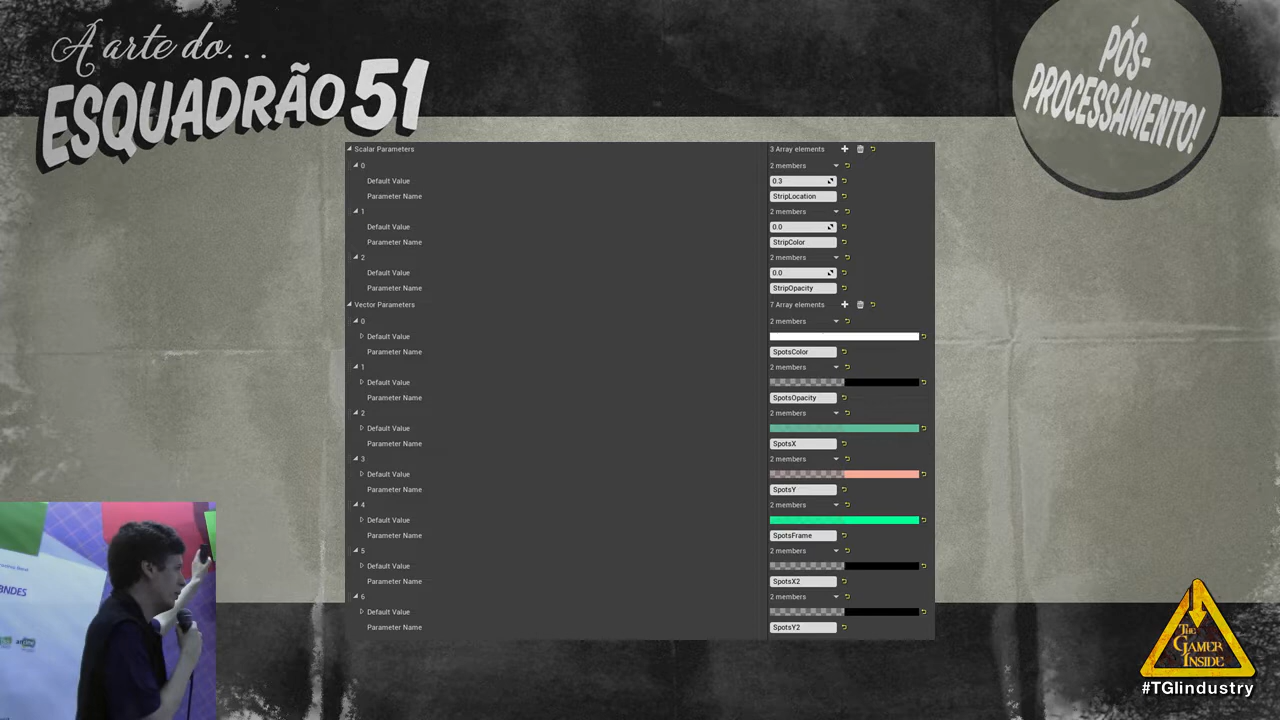 A arte do...
ESQUADRÃO 51
PÓS-
PROCESSAMENTO!
Scalar Parameters 3 Array elements
0 2 members
Default Value 0.3
Parameter Name StripLocation
1 2 members
Default Value 0.0
Parameter Name StripColor
2 2 members
Default Value 0.0
Parameter Name StripOpacity
Vector Parameters 7 Array elements
0 2 members
Default Value
Parameter Name SpotsColor
1 2 members
Default Value
Parameter Name SpotsOpacity
2 2 members
Default Value
Parameter Name SpotsX
3 2 members
Default Value
Parameter Name SpotsY
4 2 members
Default Value
Parameter Name SpotsFrame
5 2 members
Default Value
Parameter Name SpotsX2
6 2 members
Default Value
Parameter Name SpotsY2
BNDES
THE
GAMER
INSIDE
#TGIindustry